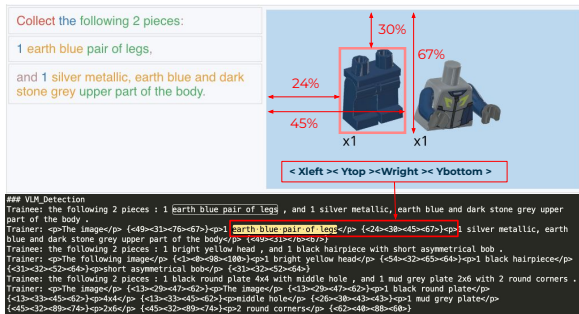 Collect the following 2 pieces:
1 earth blue pair of legs,
and 1 silver metallic, earth blue and dark
stone grey upper part of the body.
30%
67%
24%
45%
x1
x1
< Xleft >< Ytop ><Wright >< Ybottom >
### VLM_Detection
Trainee: the following 2 pieces : 1 earth blue pair of legs , and 1 silver metallic, earth blue and dark stone grey upper
part of the body .
Trainer: <p>The image</p> {<49><31><76><67>}<p>1 earth·blue·pair·of·legs</p> {<24><30><45><67>}<p>1 silver metallic, earth
blue and dark stone grey upper part of the body</p> {<49><31><76><67>}
Trainee: the following 2 pieces : 1 bright yellow head , and 1 black hairpiece with short asymmetrical bob .
Trainer: <p>The following image</p> {<1><0><98><100>}<p>1 bright yellow head</p> {<54><32><65><64>}<p>1 black hairpiece</p>
{<31><32><52><64>}<p>short asymmetrical bob</p> {<31><32><52><64>}
Trainee: the following 2 pieces : 1 black round plate 4x4 with middle hole , and 1 mud grey plate 2x6 with 2 round corners .
Trainer: <p>The image</p> {<13><29><47><62>}<p>The image</p> {<13><29><47><62>}<p>1 black round plate</p>
{<13><33><45><62>}<p>4x4</p> {<13><33><45><62>}<p>middle hole</p> {<26><30><43><43>}<p>1 mud grey plate</p>
{<45><32><89><74>}<p>2x6</p> {<45><32><89><74>}<p>2 round corners</p> {<62><40><88><60>}